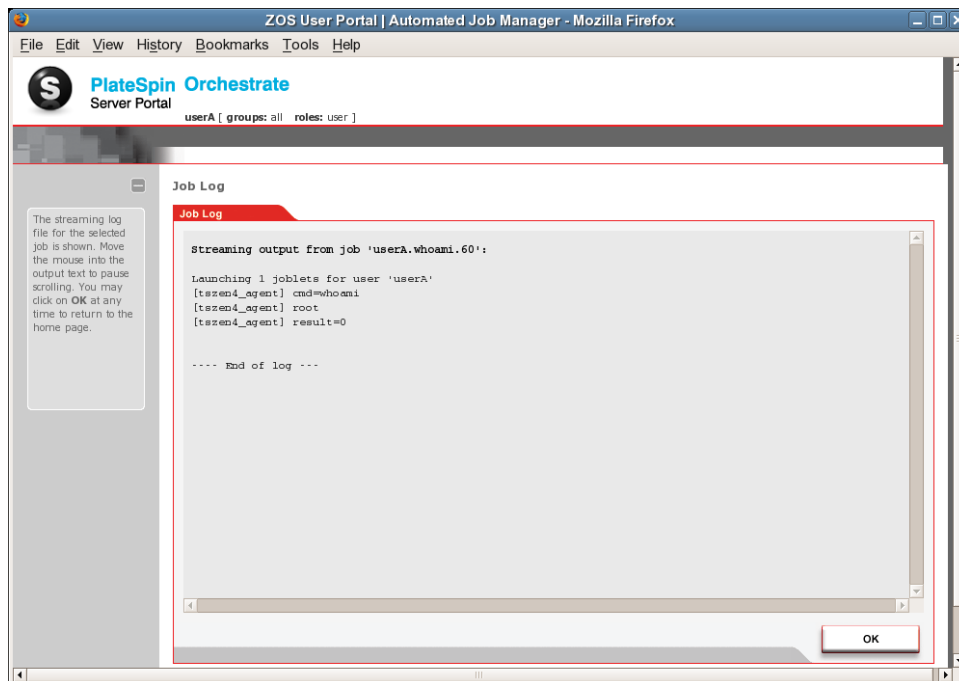 ZOS User Portal | Automated Job Manager - Mozilla Firefox
File Edit View History Bookmarks Tools Help
S
PlateSpin Orchestrate
Server Portal
userA [ groups: all roles: user ]
Job Log
The streaming log
file for the selected
job is shown. Move
the mouse into the
output text to pause
scrolling. You may
click on OK at any
time to return to the
home page.
Job Log
Streaming output from job 'userA.whoami.60':
Launching 1 joblets for user 'userA'
[tszen4_agent] cmd=whoami
[tszen4_agent] root
[tszen4_agent] result=0
---- End of log ---
OK